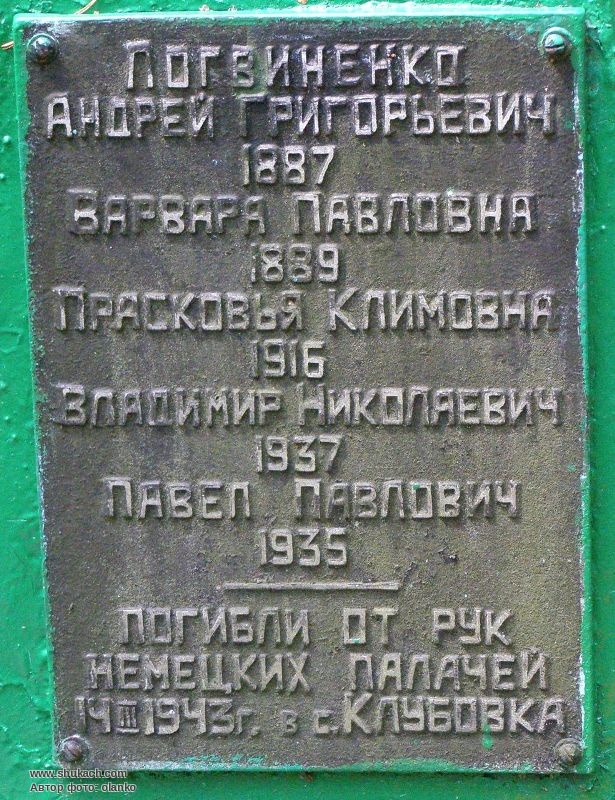 Логвиненко
Андрей Григорьевич
1887
Варвара Павловна
1889
Прасковья Климовна
1916
Владимир Николаевич
1937
Павел Павлович
1935
погибли от рук
немецких палачей
14 III 1943г. в с. Клубовка
www.shukach.com
Автор фото: olanko